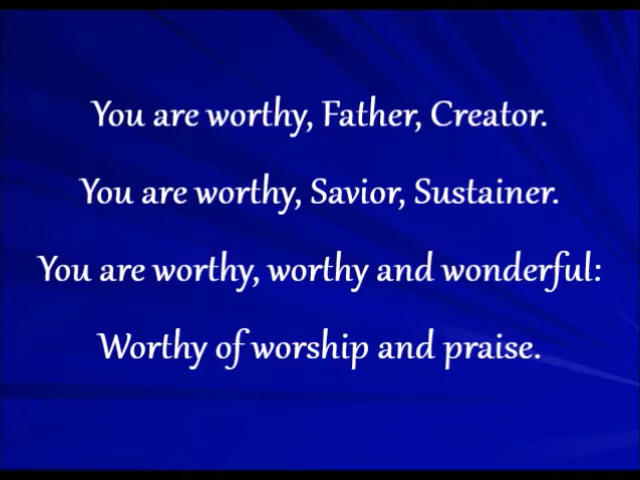 You are worthy, Father, Creator.
You are worthy, Savior, Sustainer.
You are worthy, worthy and wonderful:
Worthy of worship and praise.